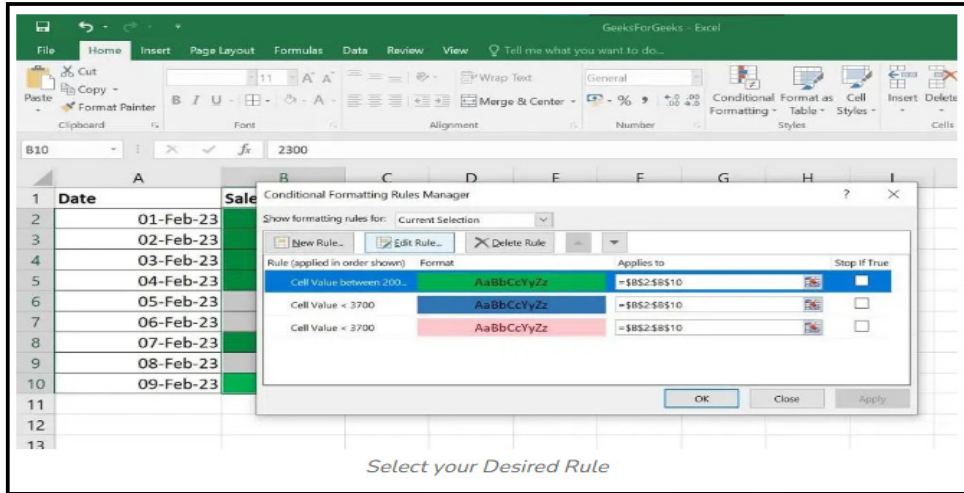 GeeksForGeeks - Excel
File Home Insert Page Layout Formulas Data Review View Tell me what you want to do...
Cut
Copy
Format Painter
Paste
Clipboard
11 A A
B I U A
Font
Wrap Text
Merge & Center
Alignment
General
% , .00 .0
Number
Conditional Formatting
Format as Table
Cell Styles
Styles
Insert Delete
Cells
B10 fx 2300
A B C D E F G H I
1 Date Sale
2 01-Feb-23
3 02-Feb-23
4 03-Feb-23
5 04-Feb-23
6 05-Feb-23
7 06-Feb-23
8 07-Feb-23
9 08-Feb-23
10 09-Feb-23
11
12
13
Conditional Formatting Rules Manager ? ×
Show formatting rules for: Current Selection
New Rule... Edit Rule... Delete Rule
Rule (applied in order shown) Format Applies to Stop If True
Cell Value between 200... AaBbCcYyZz =$B$2:$B$10
Cell Value < 3700 AaBbCcYyZz =$B$2:$B$10
Cell Value < 3700 AaBbCcYyZz =$B$2:$B$10
OK Close Apply
Select your Desired Rule